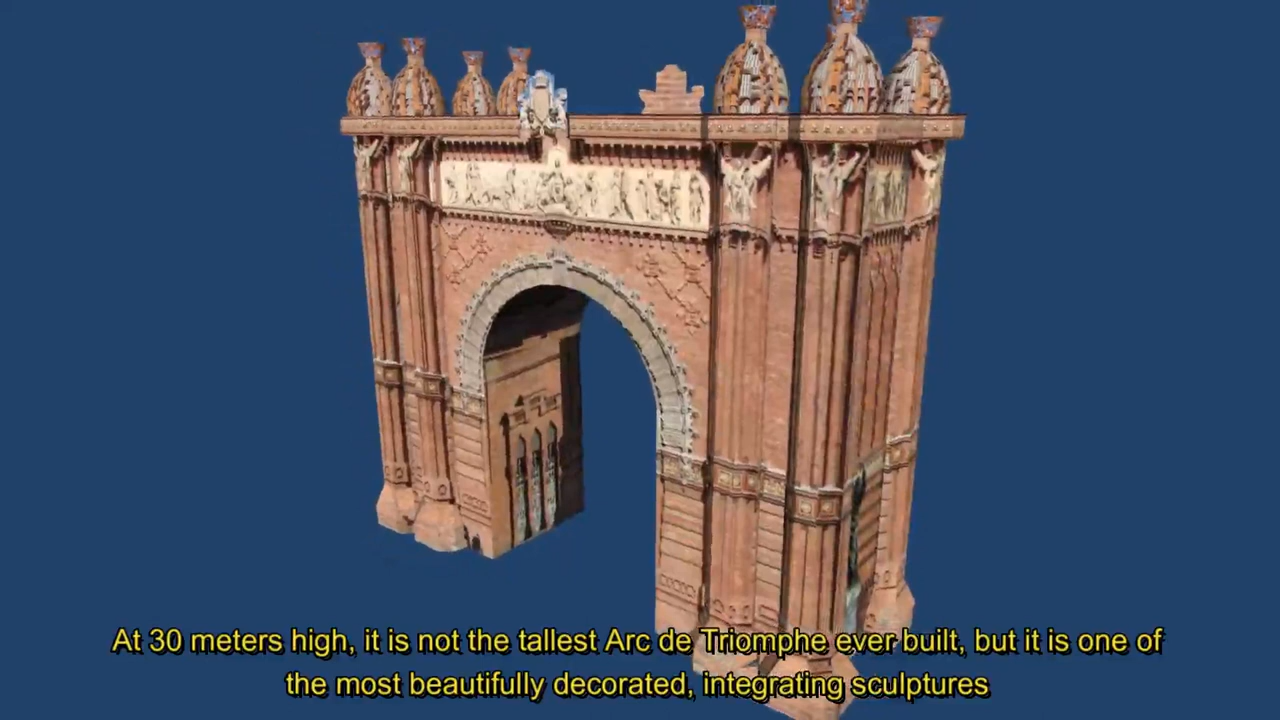 At 30 meters high, it is not the tallest Arc de Triomphe ever built, but it is one of
the most beautifully decorated, integrating sculptures